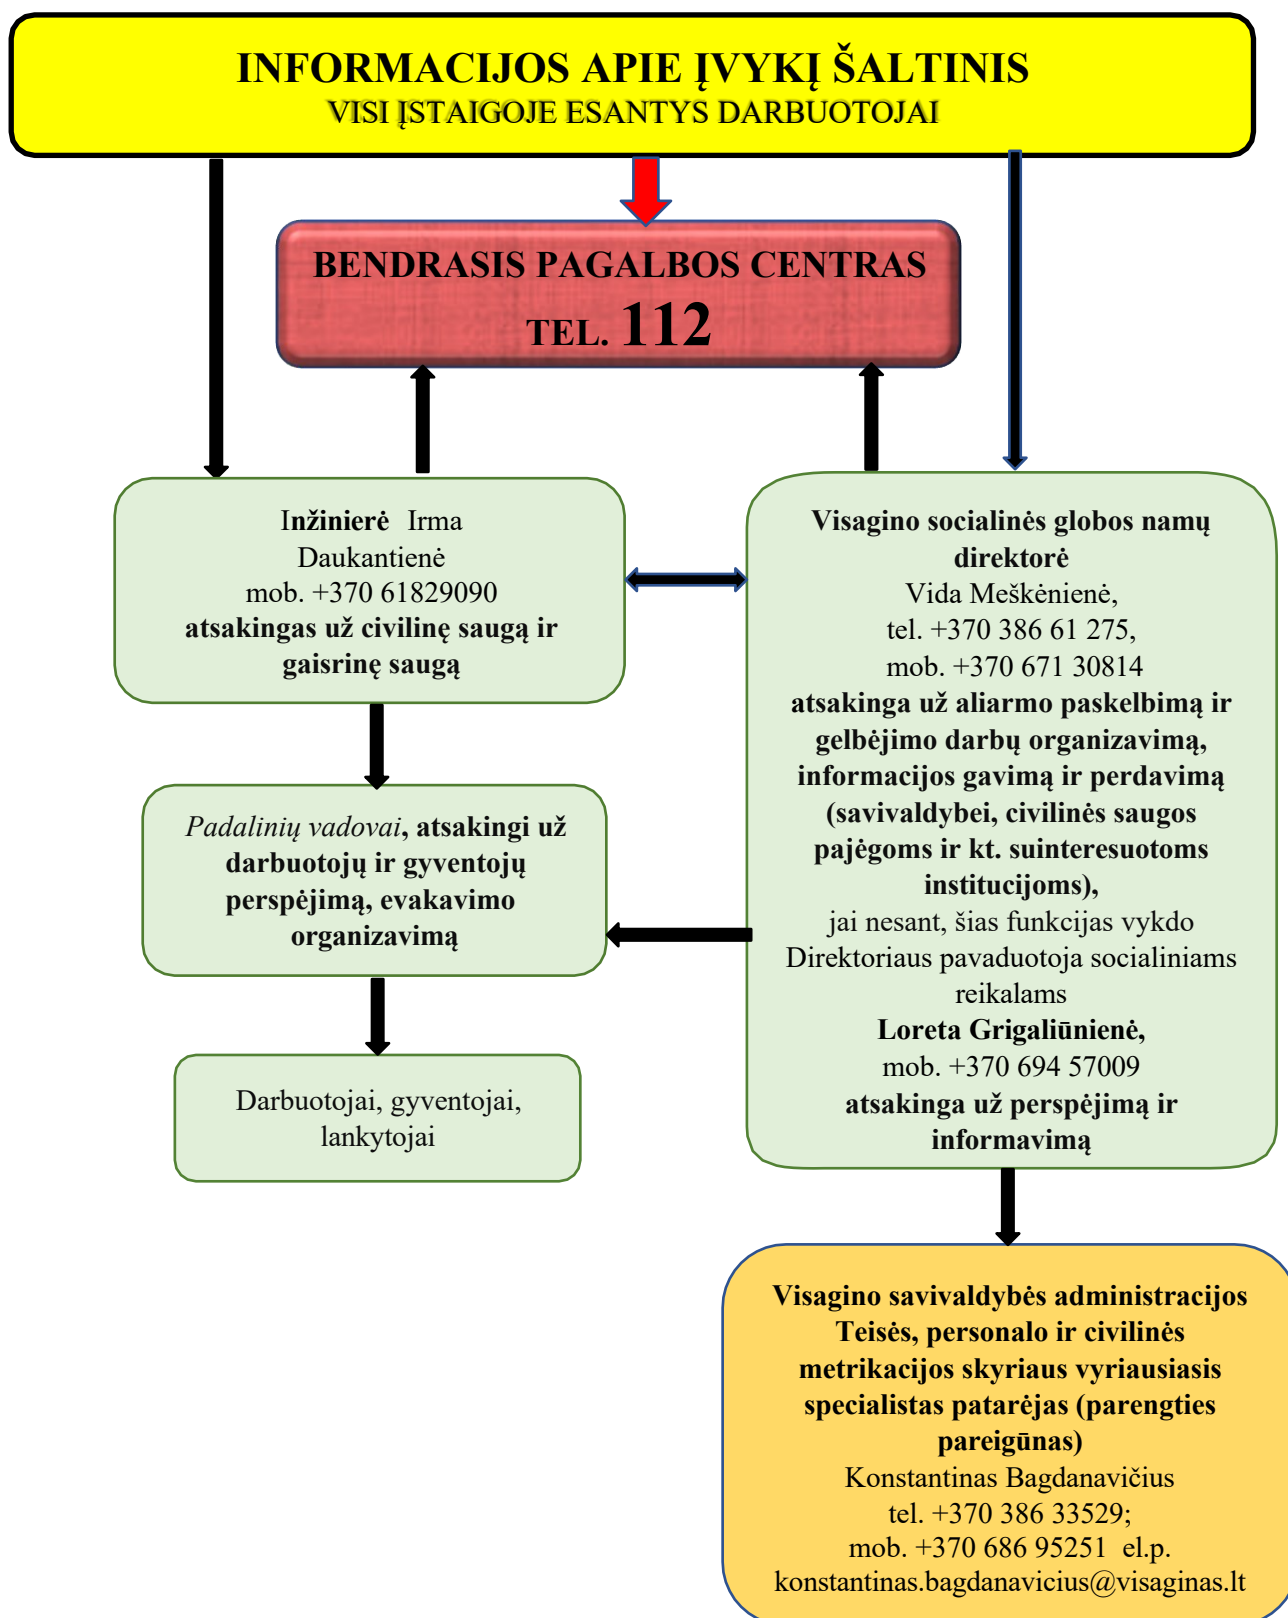 INFORMACIJOS APIE ĮVYKĮ ŠALTINIS
VISI ĮSTAIGOJE ESANTYS DARBUOTOJAI
BENDRASIS PAGALBOS CENTRAS
TEL. 112
Inžinierė Irma
Daukantienė
mob. +370 61829090
atsakingas už civilinę saugą ir
gaisrinę saugą
Visagino socialinės globos namų
direktorė
Vida Meškėnienė,
tel. +370 386 61 275,
mob. +370 671 30814
atsakinga už aliarmo paskelbimą ir
gelbėjimo darbų organizavimą,
informacijos gavimą ir perdavimą
(savivaldybei, civilinės saugos
pajėgoms ir kt. suinteresuotoms
institucijoms),
jai nesant, šias funkcijas vykdo
Direktoriaus pavaduotoja socialiniams
reikalams
Loreta Grigaliūnienė,
mob. +370 694 57009
atsakinga už perspėjimą ir
informavimą
Padalinių vadovai, atsakingi už
darbuotojų ir gyventojų
perspėjimą, evakavimo
organizavimą
Darbuotojai, gyventojai,
lankytojai
Visagino savivaldybės administracijos
Teisės, personalo ir civilinės
metrikacijos skyriaus vyriausiasis
specialistas patarėjas (parengties
pareigūnas)
Konstantinas Bagdanavičius
tel. +370 386 33529;
mob. +370 686 95251 el.p.
konstantinas.bagdanavicius@visaginas.lt